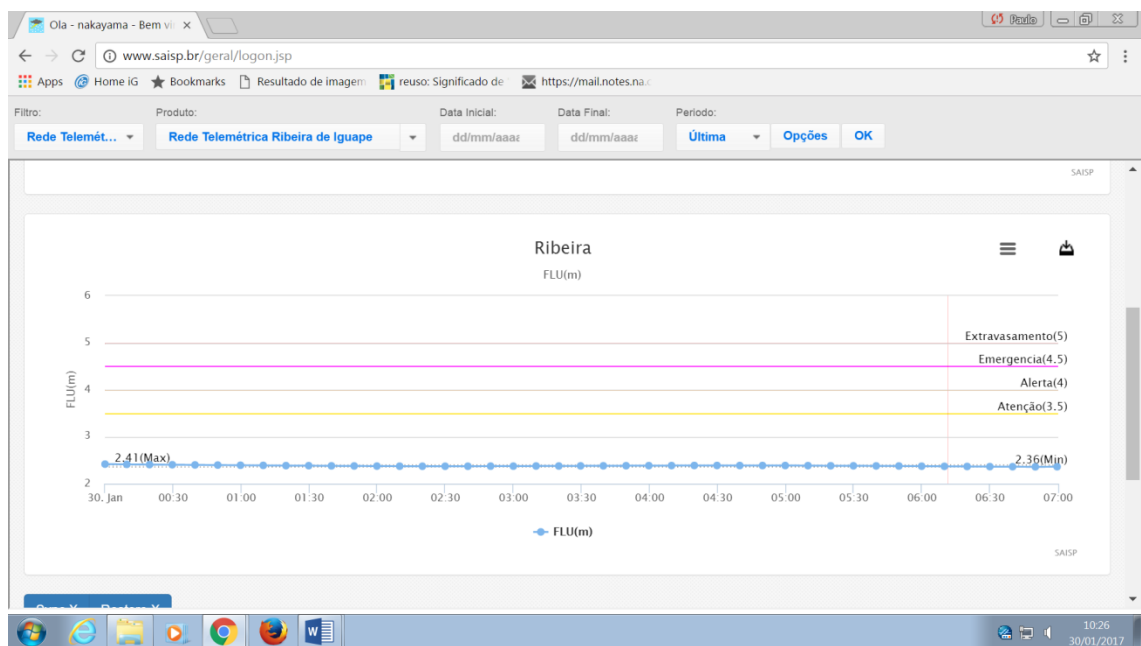 Ola - nakayama - Bem vi
Paulo
www.saisp.br/geral/logon.jsp
Apps Home iG Bookmarks Resultado de imagem reuso: Significado de https://mail.notes.na.c
Filtro: Produto: Data Inicial: Data Final: Periodo:
Rede Telemét... Rede Telemétrica Ribeira de Iguape dd/mm/aaaa dd/mm/aaaa Última Opções OK
SAISP
Ribeira
FLU(m)
6
Extravasamento(5)
5
Emergencia(4.5)
Alerta(4)
4
FLU(m)
Atenção(3.5)
3
2.41(Max) 2.36(Min)
2
30. Jan 00:30 01:00 01:30 02:00 02:30 03:00 03:30 04:00 04:30 05:00 05:30 06:00 06:30 07:00
FLU(m)
SAISP
10:26
30/01/2017